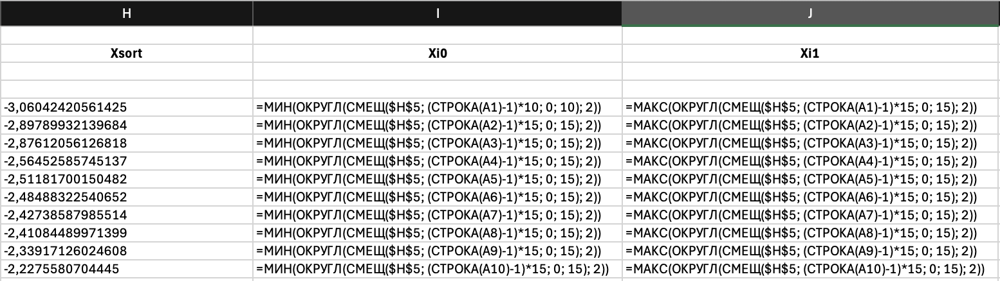 H I J
Xsort Xi0 Xi1
-3,06042420561425 =МИН(ОКРУГЛ(СМЕЩ($H$5; (СТРОКА(A1)-1)*10; 0; 10); 2)) =МАКС(ОКРУГЛ(СМЕЩ($H$5; (СТРОКА(A1)-1)*15; 0; 15); 2))
-2,89789932139684 =МИН(ОКРУГЛ(СМЕЩ($H$5; (СТРОКА(A2)-1)*15; 0; 15); 2)) =МАКС(ОКРУГЛ(СМЕЩ($H$5; (СТРОКА(A2)-1)*15; 0; 15); 2))
-2,87612056126818 =МИН(ОКРУГЛ(СМЕЩ($H$5; (СТРОКА(A3)-1)*15; 0; 15); 2)) =МАКС(ОКРУГЛ(СМЕЩ($H$5; (СТРОКА(A3)-1)*15; 0; 15); 2))
-2,56452585745137 =МИН(ОКРУГЛ(СМЕЩ($H$5; (СТРОКА(A4)-1)*15; 0; 15); 2)) =МАКС(ОКРУГЛ(СМЕЩ($H$5; (СТРОКА(A4)-1)*15; 0; 15); 2))
-2,51181700150482 =МИН(ОКРУГЛ(СМЕЩ($H$5; (СТРОКА(A5)-1)*15; 0; 15); 2)) =МАКС(ОКРУГЛ(СМЕЩ($H$5; (СТРОКА(A5)-1)*15; 0; 15); 2))
-2,48488322540652 =МИН(ОКРУГЛ(СМЕЩ($H$5; (СТРОКА(A6)-1)*15; 0; 15); 2)) =МАКС(ОКРУГЛ(СМЕЩ($H$5; (СТРОКА(A6)-1)*15; 0; 15); 2))
-2,42738587985514 =МИН(ОКРУГЛ(СМЕЩ($H$5; (СТРОКА(A7)-1)*15; 0; 15); 2)) =МАКС(ОКРУГЛ(СМЕЩ($H$5; (СТРОКА(A7)-1)*15; 0; 15); 2))
-2,41084489971399 =МИН(ОКРУГЛ(СМЕЩ($H$5; (СТРОКА(A8)-1)*15; 0; 15); 2)) =МАКС(ОКРУГЛ(СМЕЩ($H$5; (СТРОКА(A8)-1)*15; 0; 15); 2))
-2,33917126024608 =МИН(ОКРУГЛ(СМЕЩ($H$5; (СТРОКА(A9)-1)*15; 0; 15); 2)) =МАКС(ОКРУГЛ(СМЕЩ($H$5; (СТРОКА(A9)-1)*15; 0; 15); 2))
-2,2275580704445 =МИН(ОКРУГЛ(СМЕЩ($H$5; (СТРОКА(A10)-1)*15; 0; 15); 2)) =МАКС(ОКРУГЛ(СМЕЩ($H$5; (СТРОКА(A10)-1)*15; 0; 15); 2))